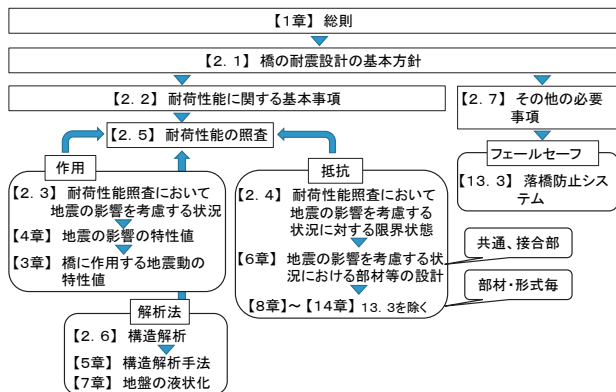 【1章】総則
【2．1】橋の耐震設計の基本方針
【2．2】耐荷性能に関する基本事項
【2．7】その他の必要
事項
【2．5】耐荷性能の照査
フェールセーフ
【13.3】落橋防止シス
テム
作用
【2．3】耐荷性能照査において
地震の影響を考慮する状況
【4章】地震の影響の特性値
【3章】橋に作用する地震動の
特性値
抵抗
【2．4】耐荷性能照査において
地震の影響を考慮する
状況に対する限界状態
【6章】地震の影響を考慮する状
況における部材等の設計
【8章】～【14章】13.3を除く
共通、接合部
部材・形式毎
解析法
【2．6】構造解析
【5章】構造解析手法
【7章】地盤の液状化